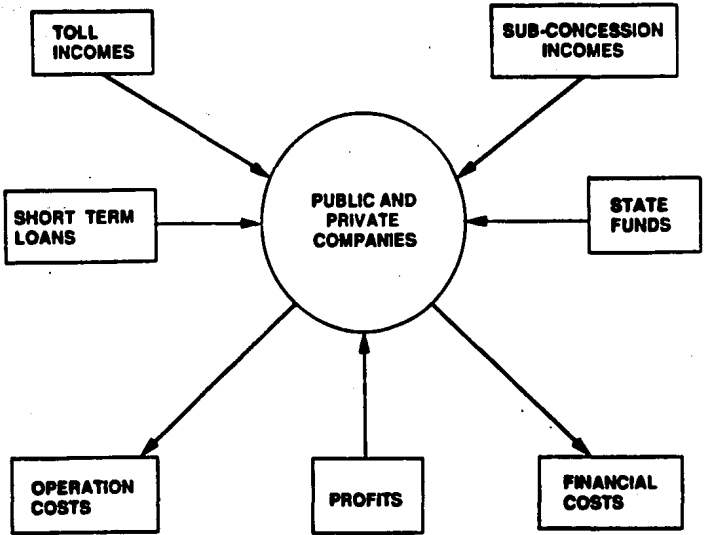 TOLL
INCOMES
SUB-CONCESSION
INCOMES
PUBLIC AND
PRIVATE
COMPANIES
SHORT TERM
LOANS
STATE
FUNDS
OPERATION
COSTS
PROFITS
FINANCIAL
COSTS